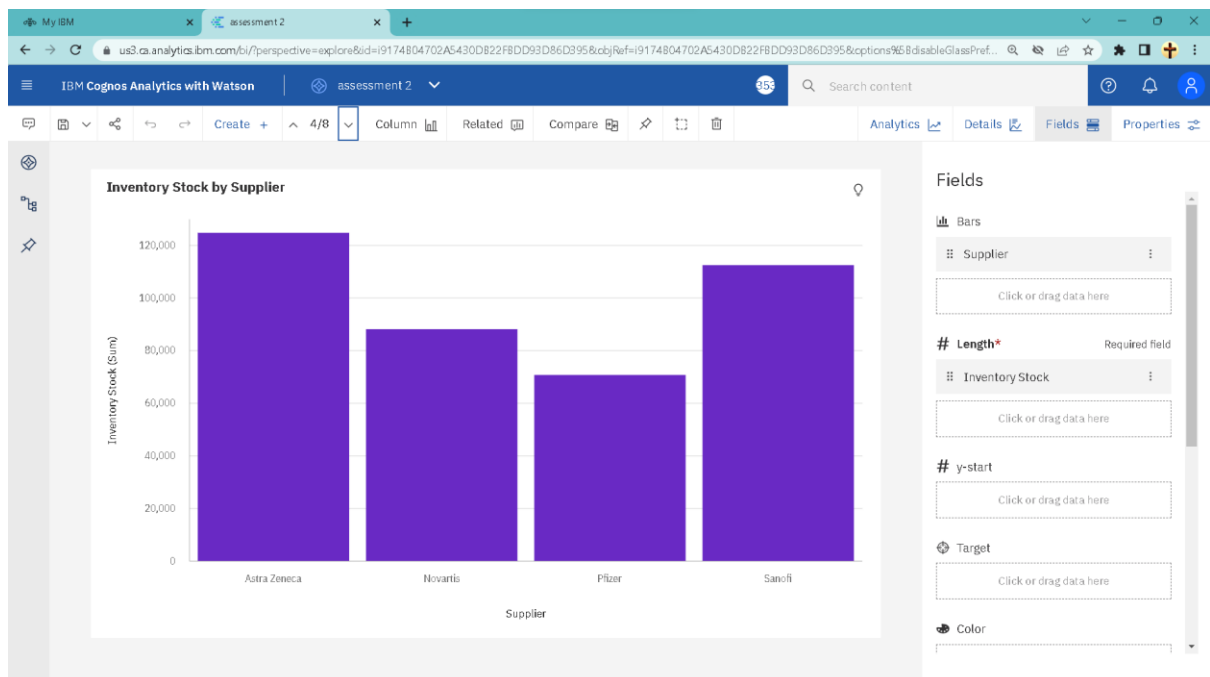 My IBM
assessment 2
us3.ca.analytics.ibm.com/bi/?perspective=explore&id=i9174B04702A5430DB22FBDD93D86D395&objRef=i9174B04702A5430DB22FBDD93D86D395&options%5BdisableGlassPref...
IBM Cognos Analytics with Watson
assessment 2
353
Search content
Create + 4/8 Column Related Compare
Analytics Details Fields Properties
Inventory Stock by Supplier
120,000
100,000
80,000
60,000
40,000
20,000
0
Inventory Stock (Sum)
Astra Zeneca Novartis Pfizer Sanofi
Supplier
Fields
Bars
Supplier
Click or drag data here
# Length* Required field
Inventory Stock
Click or drag data here
# y-start
Click or drag data here
Target
Click or drag data here
Color